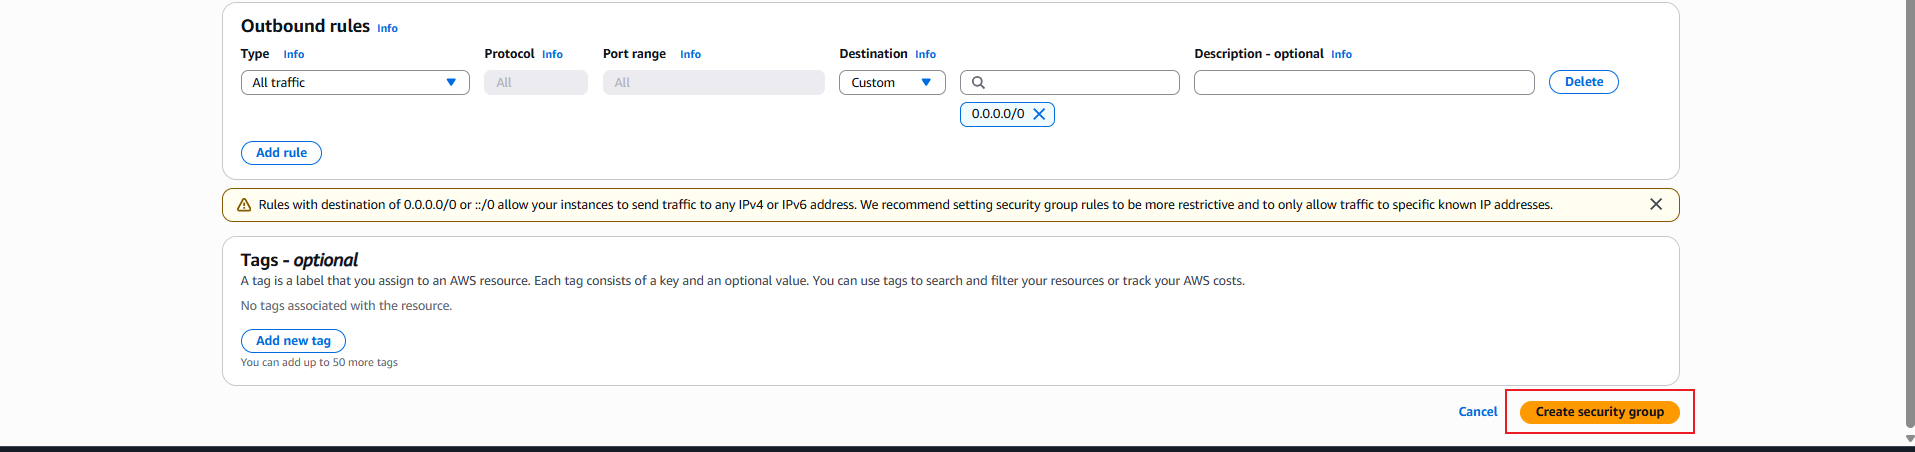 Outbound rules Info
Type Info Protocol Info Port range Info Destination Info Description - optional Info
All traffic All All Custom Delete
0.0.0.0/0
Add rule
Rules with destination of 0.0.0.0/0 or ::/0 allow your instances to send traffic to any IPv4 or IPv6 address. We recommend setting security group rules to be more restrictive and to only allow traffic to specific known IP addresses.
Tags - optional
A tag is a label that you assign to an AWS resource. Each tag consists of a key and an optional value. You can use tags to search and filter your resources or track your AWS costs.
No tags associated with the resource.
Add new tag
You can add up to 50 more tags
Cancel Create security group